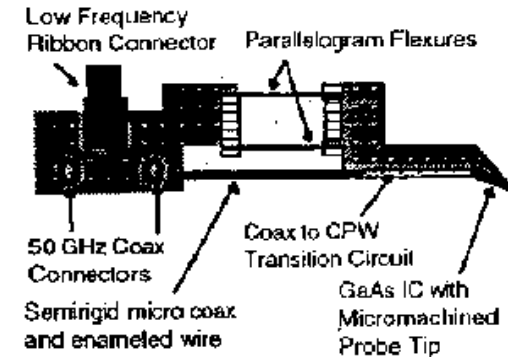 Low Frequency
Ribbon Connector
Parallelogram Flexures
50 GHz Coax
Connectors
Coax to CPW
Transition Circuit
Semirigid micro coax
and enameled wire
GaAs IC with
Micromachined
Probe Tip